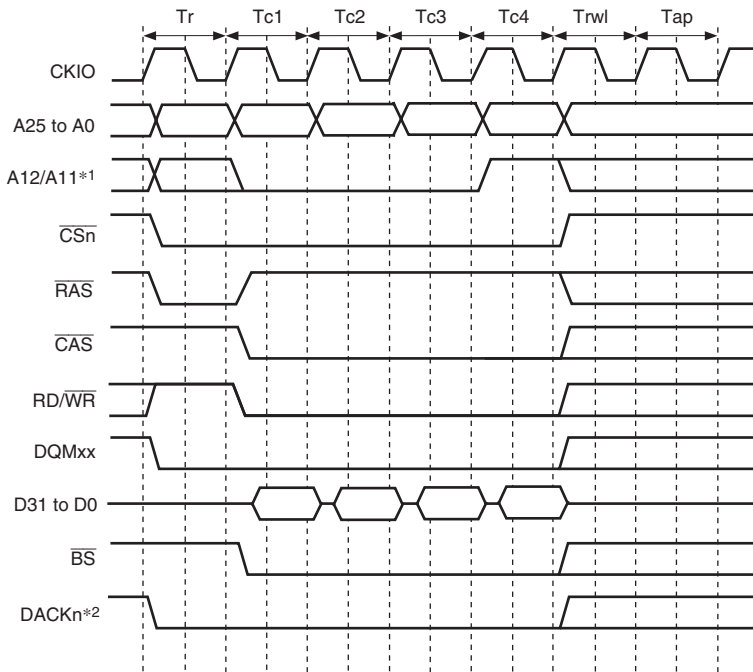 Tr Tc1 Tc2 Tc3 Tc4 Trwl Tap
CKIO
A25 to A0
A12/A11*1
CSn
RAS
CAS
RD/WR
DQMxx
D31 to D0
BS
DACKn*2